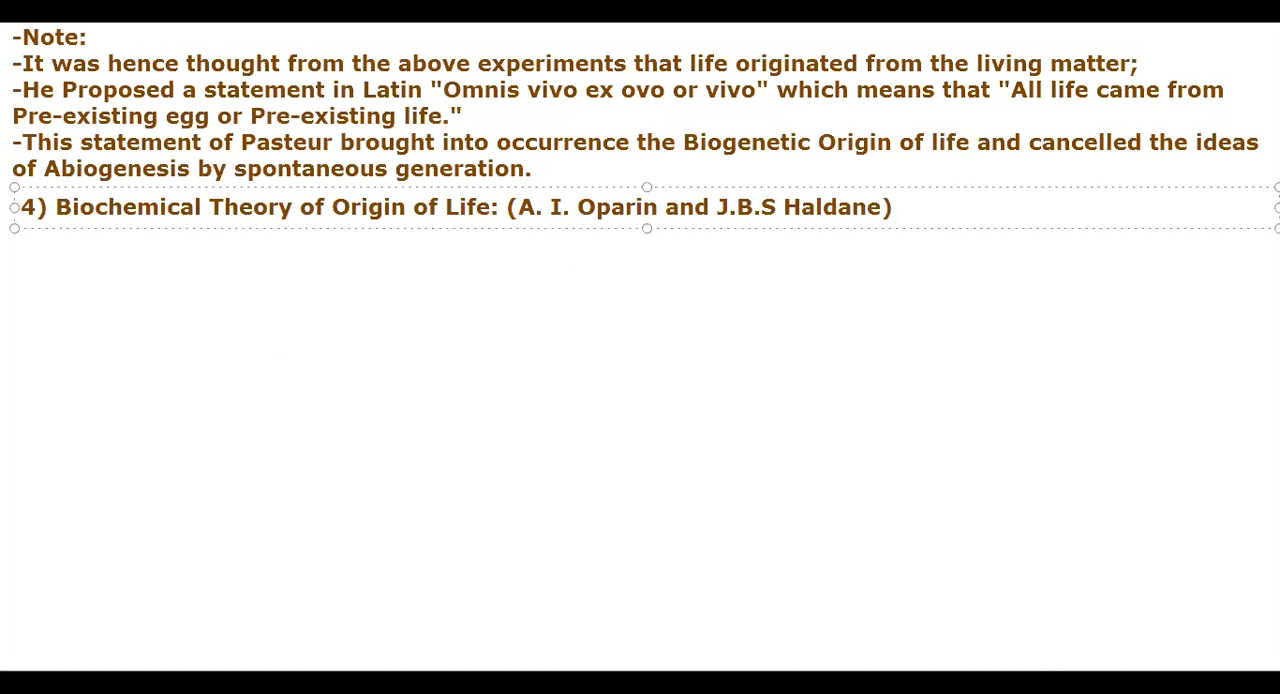 -Note:
-It was hence thought from the above experiments that life originated from the living matter;
-He Proposed a statement in Latin "Omnis vivo ex ovo or vivo" which means that "All life came from
Pre-existing egg or Pre-existing life."
-This statement of Pasteur brought into occurrence the Biogenetic Origin of life and cancelled the ideas
of Abiogenesis by spontaneous generation.
4) Biochemical Theory of Origin of Life: (A. I. Oparin and J.B.S Haldane)